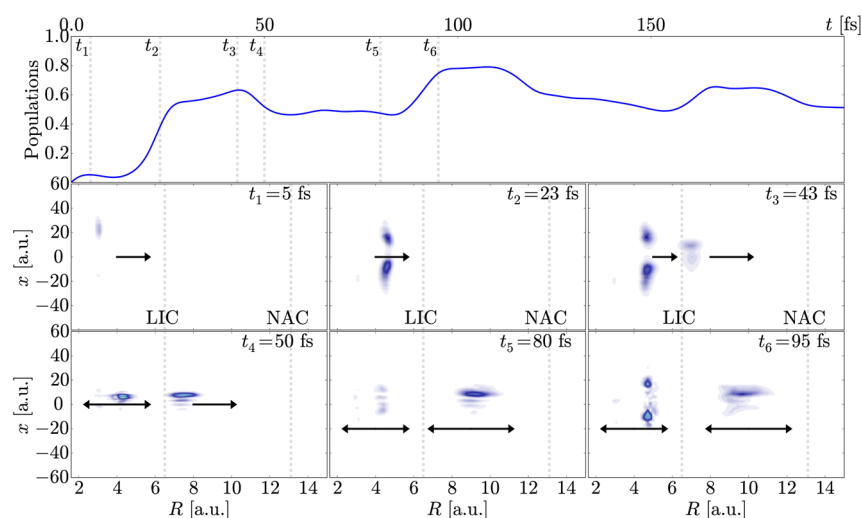 0.0 50 100 150 t [fs]
1.0
t1 t2 t3 t4 t5 t6
0.8
Populations
0.6
0.4
0.2
60 t1=5 fs t2=23 fs t3=43 fs
40
20
x [a.u.]
0
−20
−40
LIC NAC LIC NAC LIC NAC
60 t4=50 fs t5=80 fs t6=95 fs
40
20
x [a.u.]
0
−20
−40
−60
2 4 6 8 10 12 14 2 4 6 8 10 12 14 2 4 6 8 10 12 14
R [a.u.] R [a.u.] R [a.u.]